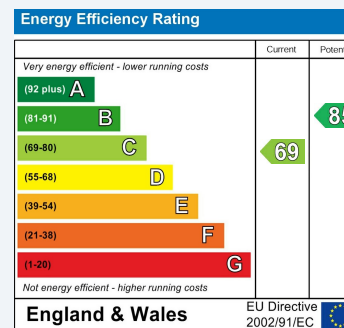 Energy Efficiency Rating
Current
Very energy efficient - lower running costs
(92 plus) A
(81-91) B
(69-80) C
(55-68) D
(39-54) E
(21-38) F
(1-20) G
69
Not energy efficient - higher running costs
England & Wales
EU Directive
2002/91/EC